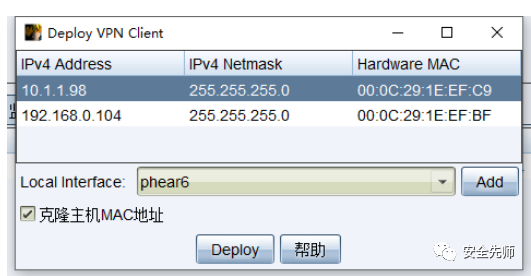 Deploy VPN Client
IPv4 Address IPv4 Netmask Hardware MAC
10.1.1.98 255.255.255.0 00:0C:29:1E:EF:C9
192.168.0.104 255.255.255.0 00:0C:29:1E:EF:BF
Local Interface: phear6 Add
克隆主机MAC地址
Deploy 帮助
安全先师